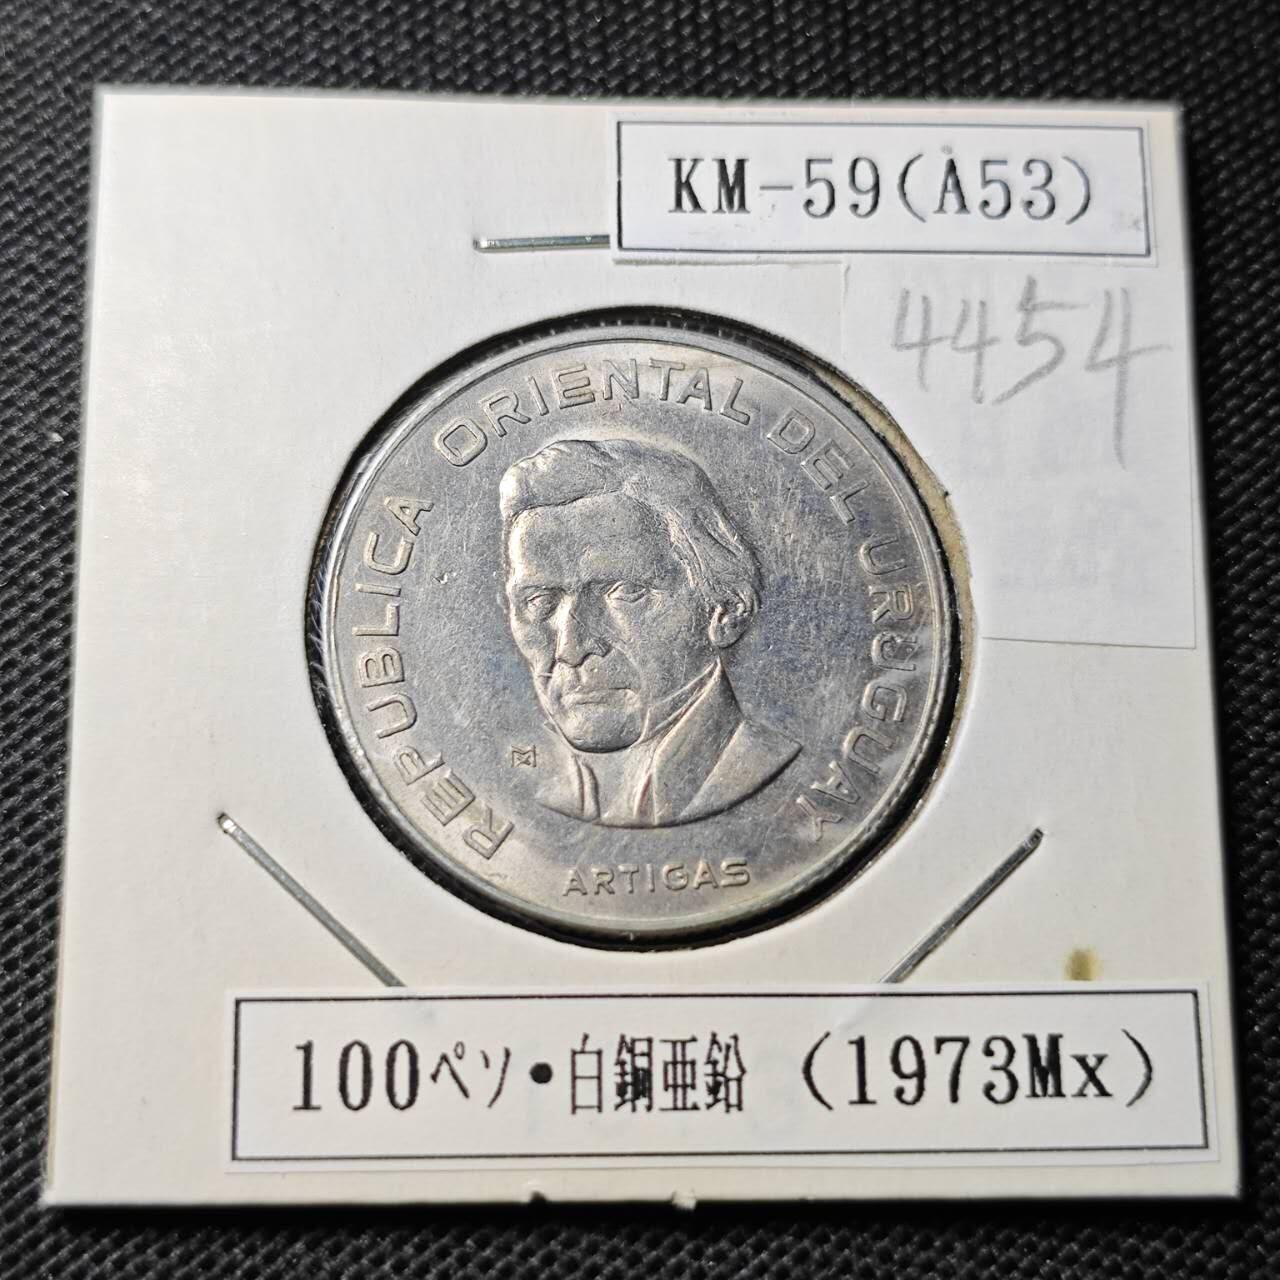 KM-59(A53)
4454
REPUBLICA ORIENTAL DEL URUGUAY
ARTIGAS
100ペソ・白銅亜鉛 (1973Mx)